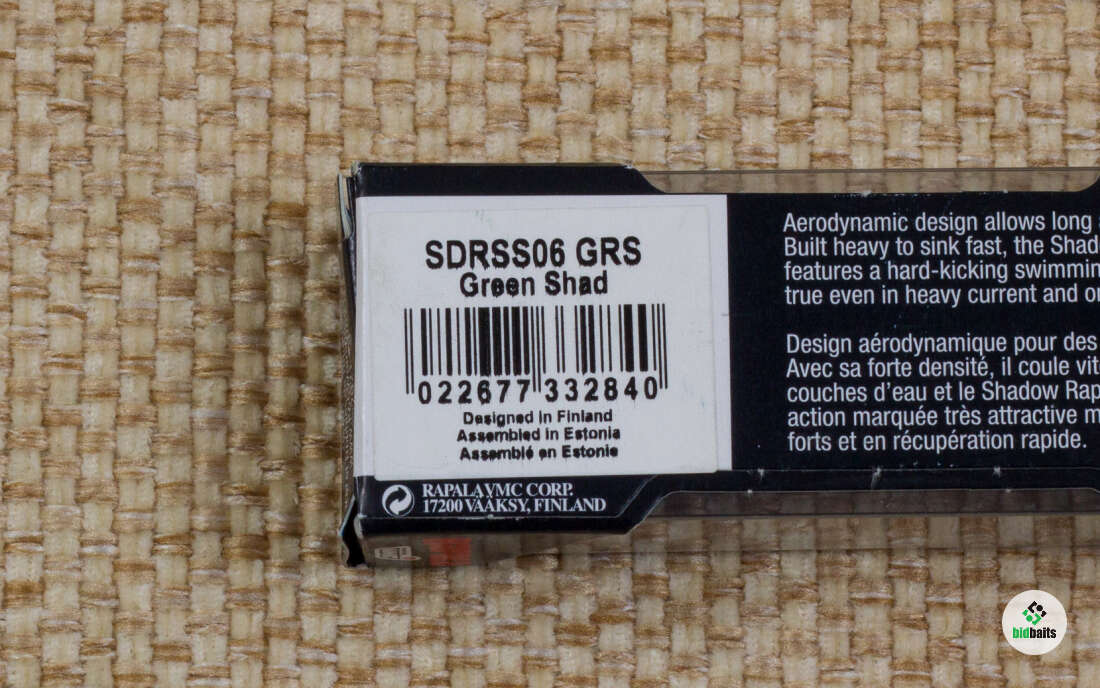 SDRSS06 GRS
Green Shad
022677 332840
Designed in Finland
Assembled in Estonia
Assemblé en Estonie
RAPALA VMC CORP.
17200 VÄÄKSY, FINLAND
Aerodynamic design allows long
Built heavy to sink fast, the Shad
features a hard-kicking swimmin
true even in heavy current and
Design aérodynamique pour des
Avec sa forte densité, il coule vit
couches d'eau et le Shadow Rap
action marquée très attractive m
forts et en récupération rapide.
bidbaits